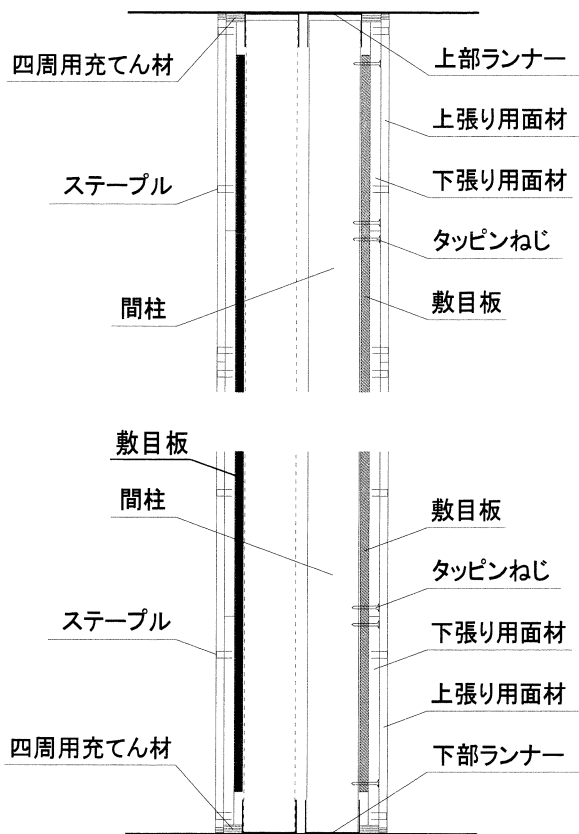 四周用充てん材
上部ランナー
上張り用面材
ステープル
下張り用面材
タッピンねじ
間柱
敷目板
敷目板
間柱
敷目板
タッピンねじ
ステープル
下張り用面材
上張り用面材
四周用充てん材
下部ランナー